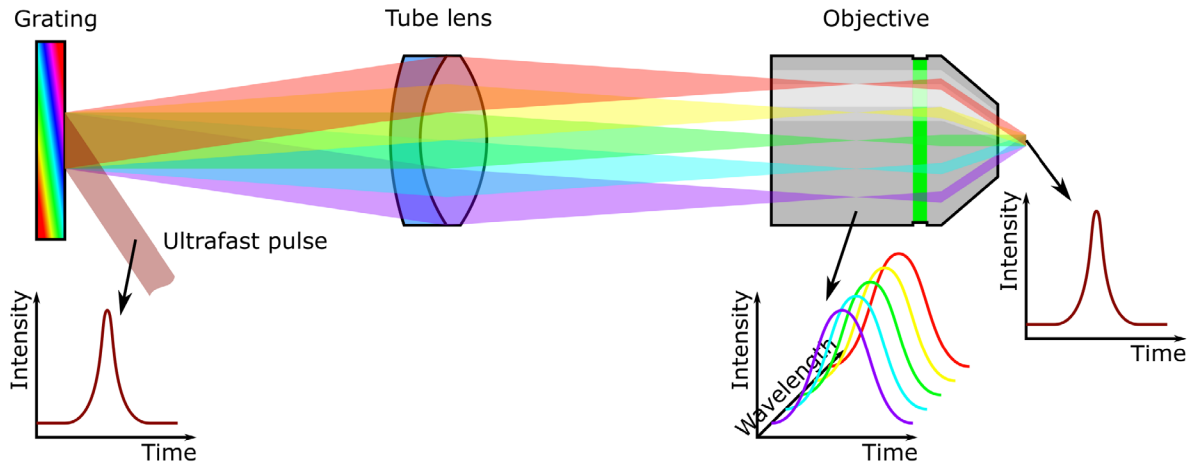 Grating
Tube lens
Objective
Ultrafast pulse
Intensity
Time
Intensity
Wavelength
Time
Intensity
Time